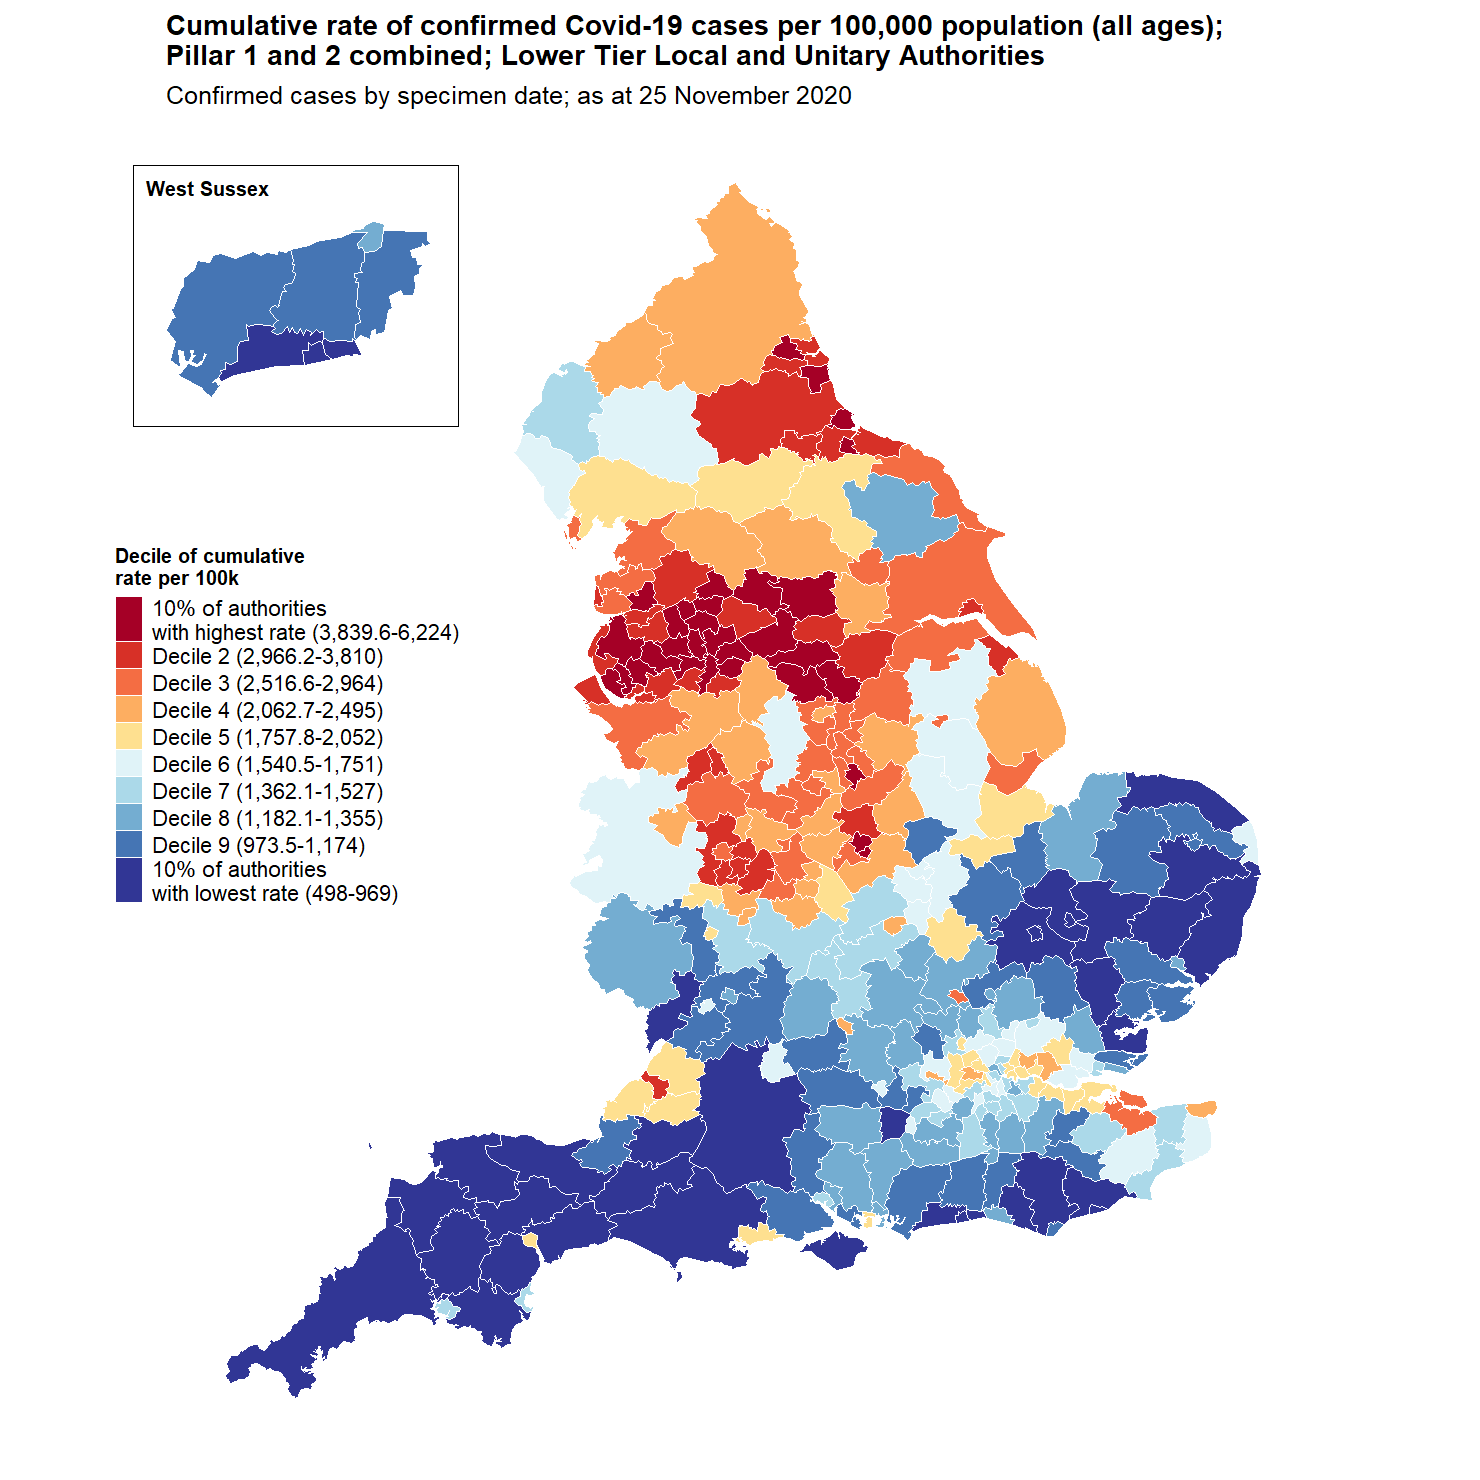 Cumulative rate of confirmed Covid-19 cases per 100,000 population (all ages);
Pillar 1 and 2 combined; Lower Tier Local and Unitary Authorities
Confirmed cases by specimen date; as at 25 November 2020
West Sussex
Decile of cumulative
rate per 100k
10% of authorities
with highest rate (3,839.6-6,224)
Decile 2 (2,966.2-3,810)
Decile 3 (2,516.6-2,964)
Decile 4 (2,062.7-2,495)
Decile 5 (1,757.8-2,052)
Decile 6 (1,540.5-1,751)
Decile 7 (1,362.1-1,527)
Decile 8 (1,182.1-1,355)
Decile 9 (973.5-1,174)
10% of authorities
with lowest rate (498-969)